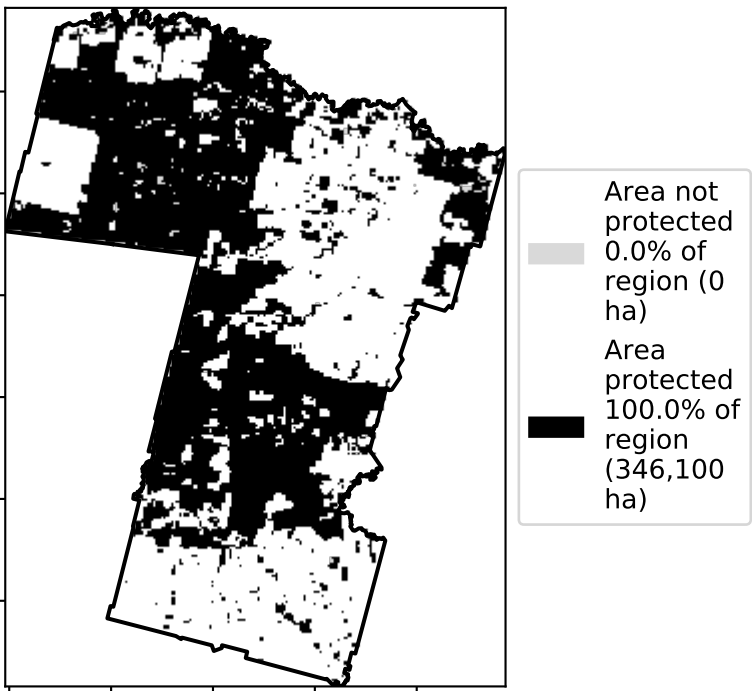 Area not
protected
0.0% of
region (0
ha)
Area
protected
100.0% of
region
(346,100
ha)